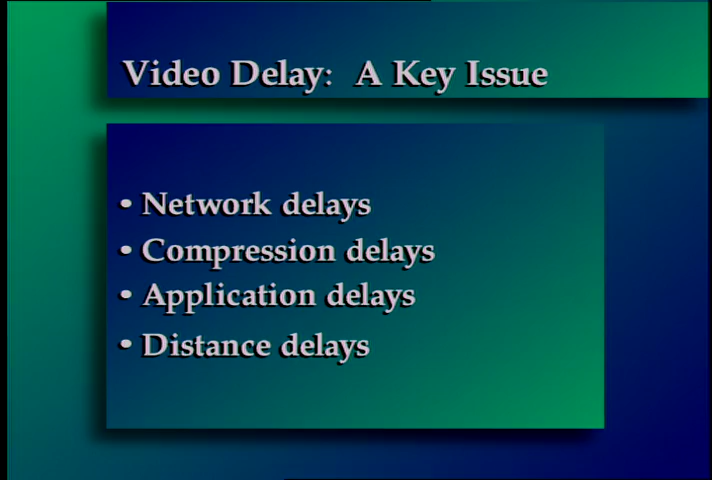 Video Delay:  A Key Issue
• Network delays
• Compression delays
• Application delays
• Distance delays